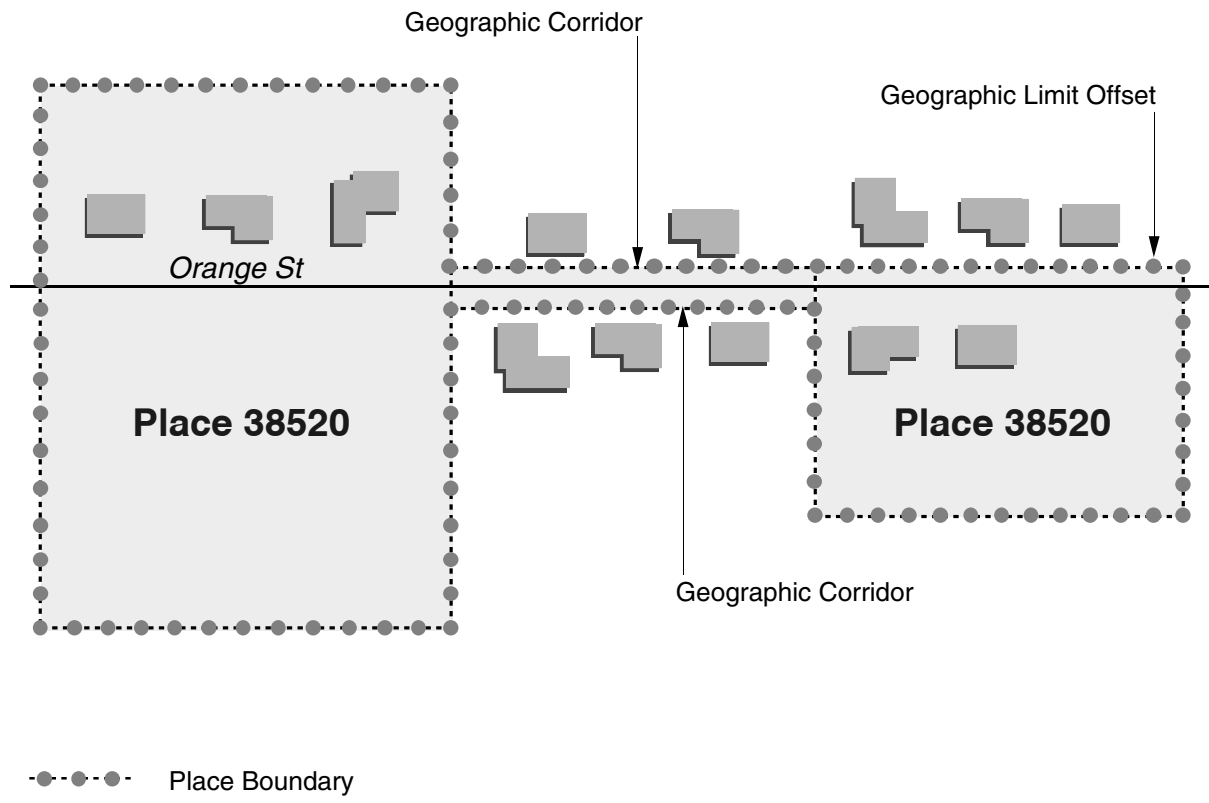 Geographic Corridor
Geographic Limit Offset
Orange St
Place 38520
Place 38520
Geographic Corridor
Place Boundary